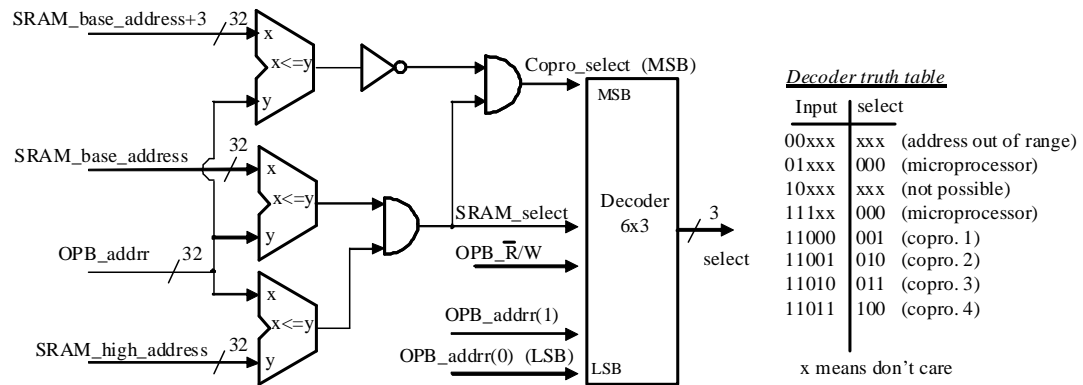 SRAM_base_address+3
32
x
x<=y
y
Copro_select (MSB)
MSB
SRAM_base_address
32
x
x<=y
y
SRAM_select
Decoder
6x3
3
select
OPB_addrr
32
OPB_R̅/W
x
x<=y
y
SRAM_high_address
32
OPB_addrr(1)
OPB_addrr(0) (LSB)
LSB
Decoder truth table
Input select
00xxx xxx (address out of range)
01xxx 000 (microprocessor)
10xxx xxx (not possible)
111xx 000 (microprocessor)
11000 001 (copro. 1)
11001 010 (copro. 2)
11010 011 (copro. 3)
11011 100 (copro. 4)
x means don't care